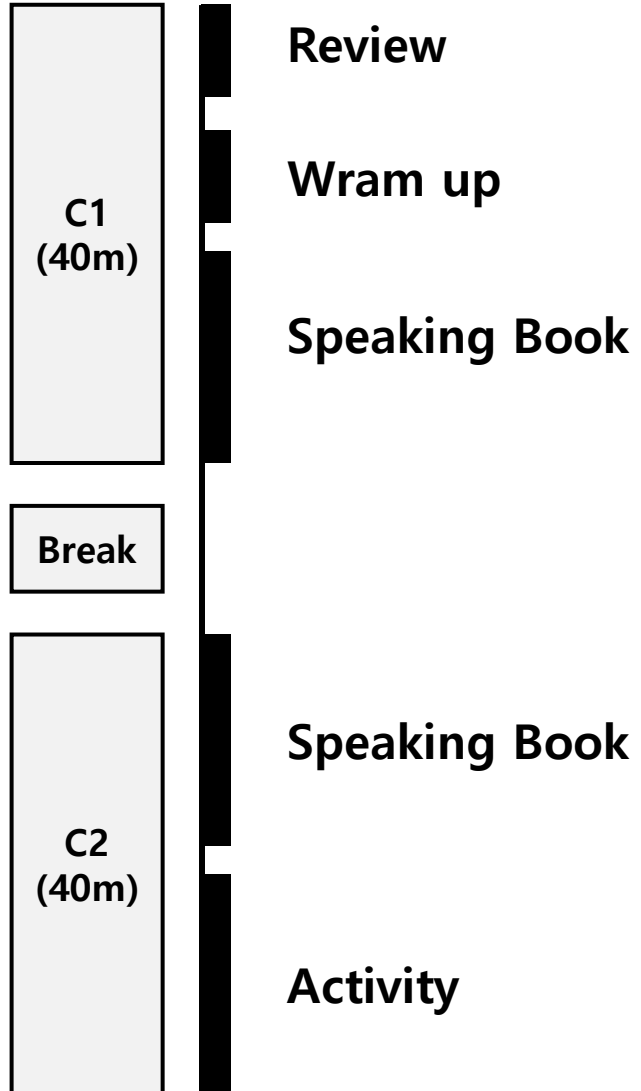 Review
Wram up
C1
(40m)
Speaking Book
Break
Speaking Book
C2
(40m)
Activity